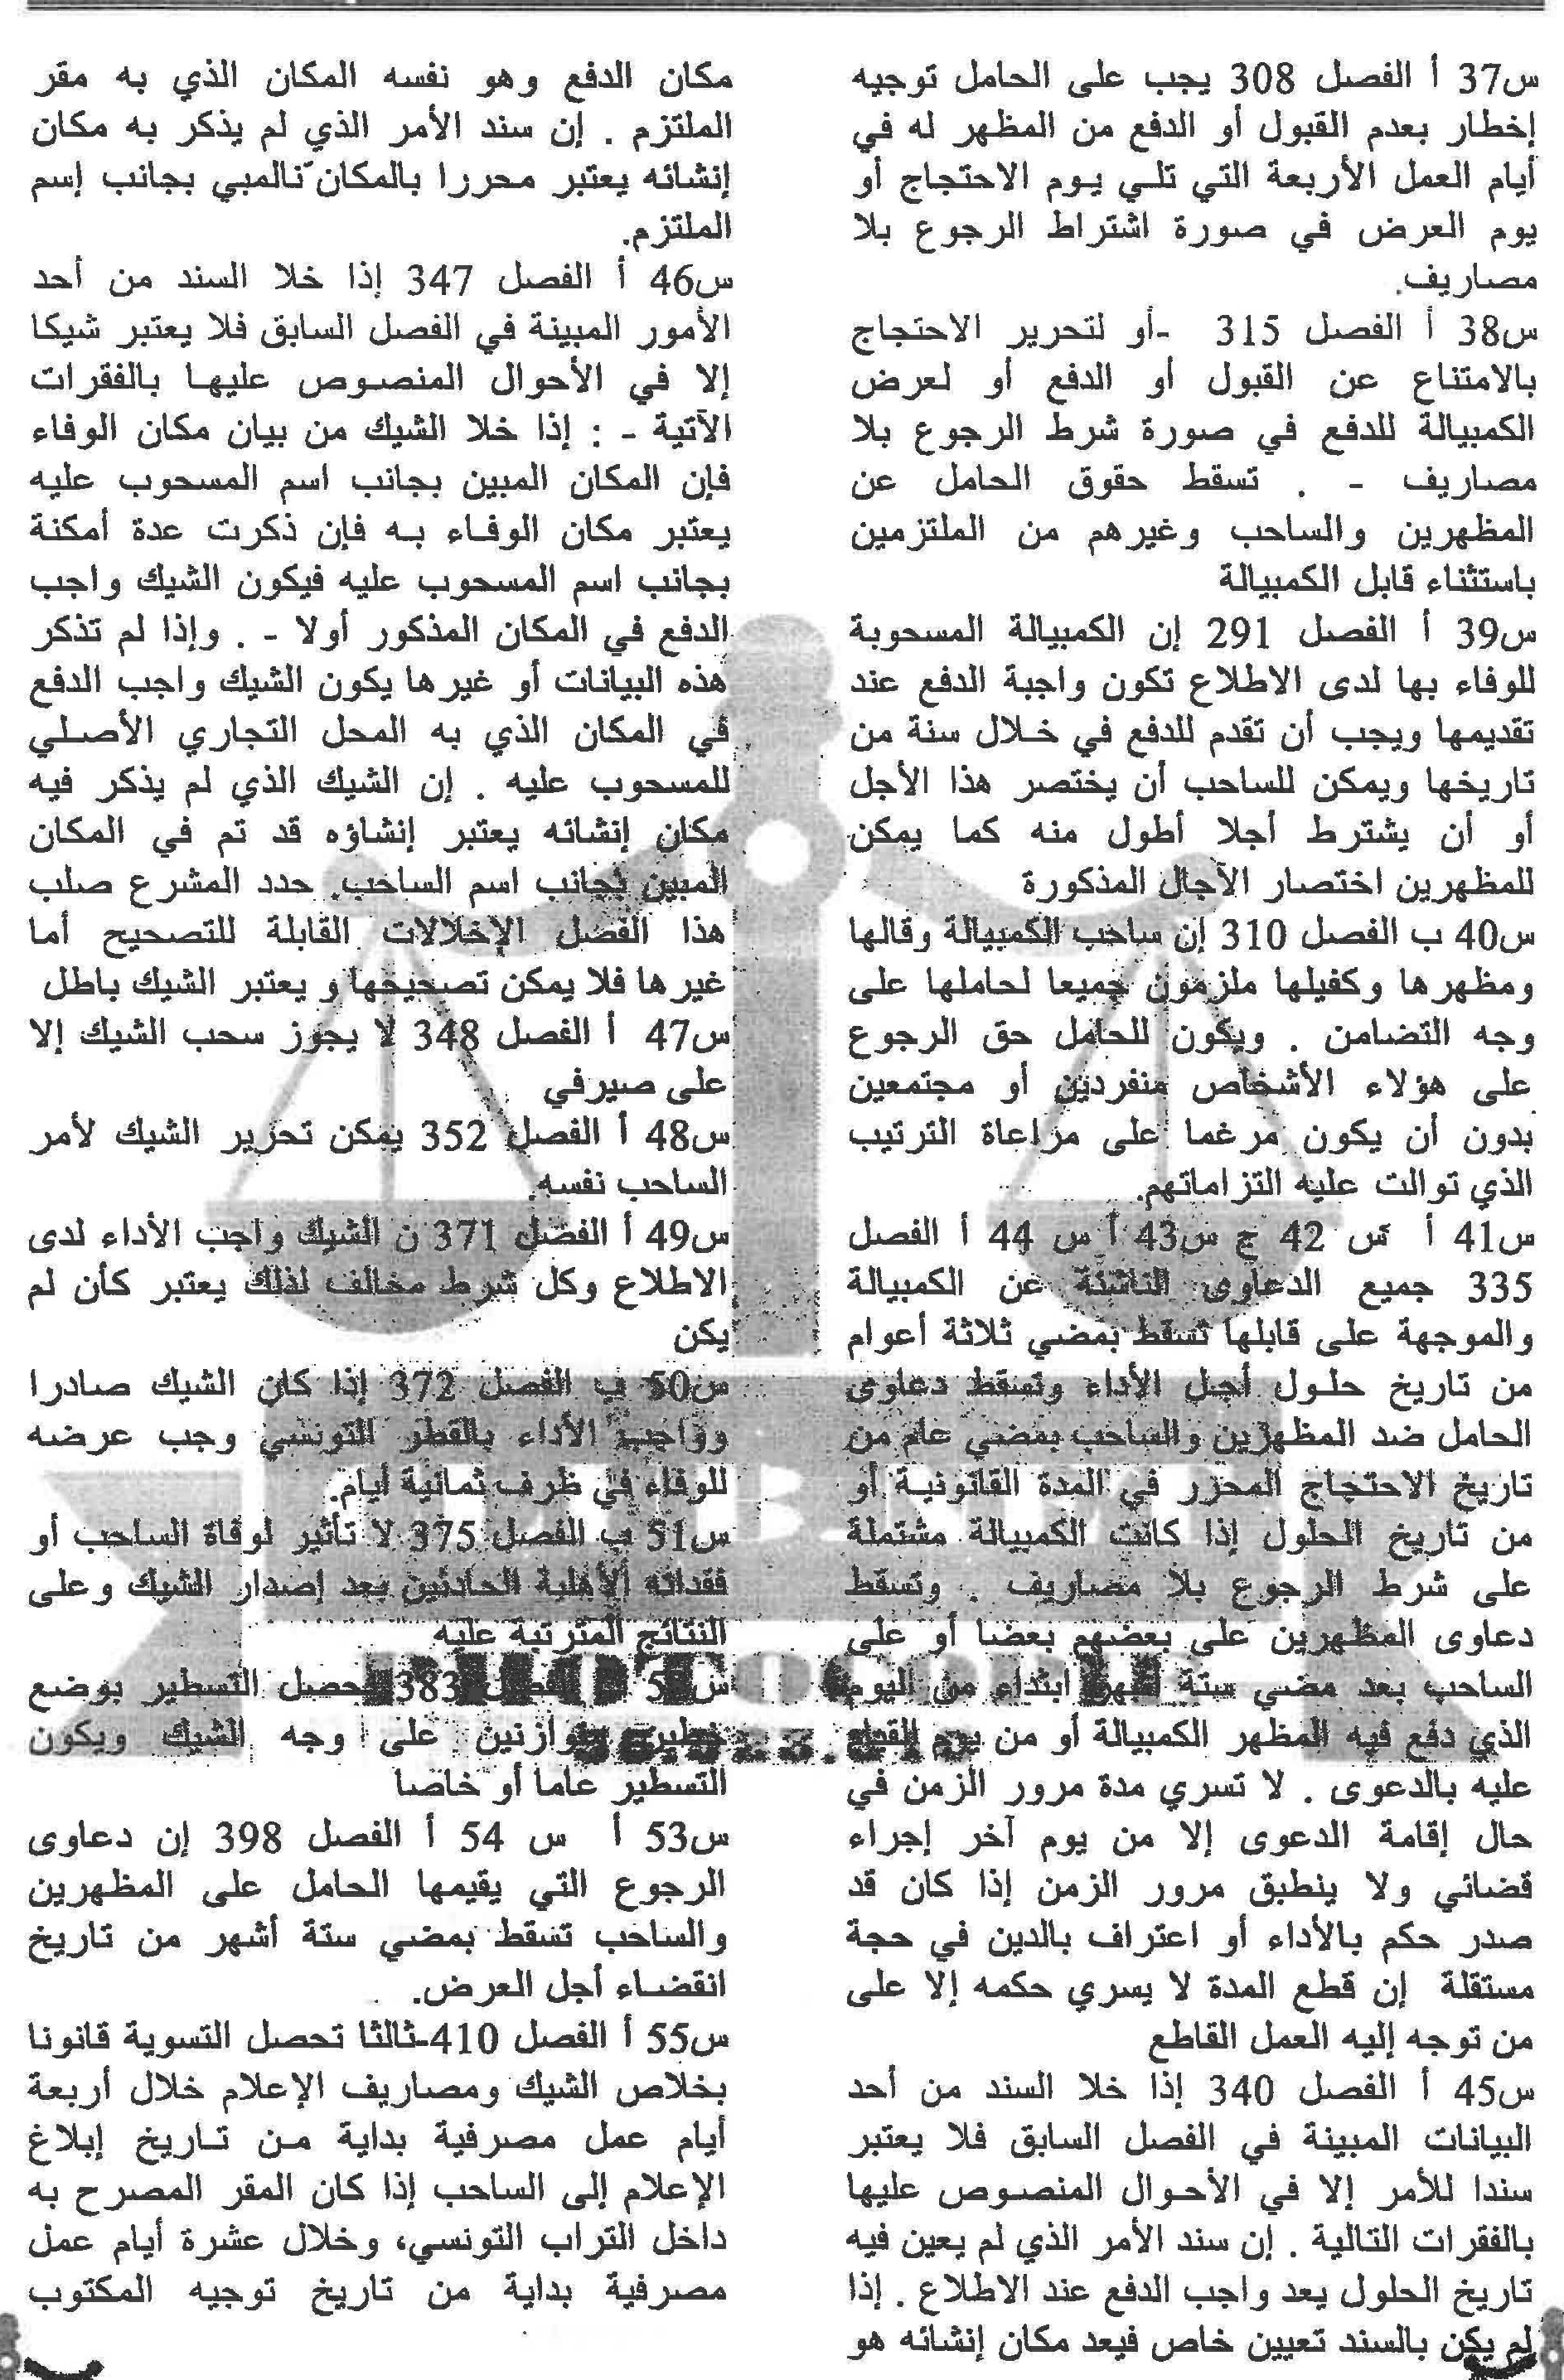 س37 أ الفصل 308 يجب على الحامل توجيه
إخطار بعدم القبول أو الدفع من المظهر له في
أيام العمل الأربعة التي تلي يوم الاحتجاج أو
يوم العرض في صورة اشتراط الرجوع بلا
مصاريف.
س38 أ الفصل 315 -أو لتحرير الاحتجاج
بالامتناع عن القبول أو الدفع أو لعرض
الكمبيالة للدفع في صورة شرط الرجوع بلا
مصاريف - . تسقط حقوق الحامل عن
المظهرين والساحب وغيرهم من الملتزمين
باستثناء قابل الكمبيالة
س39 أ الفصل 291 إن الكمبيالة المسحوبة
للوفاء بها لدى الاطلاع تكون واجبة الدفع عند
تقديمها ويجب أن تقدم للدفع في خلال سنة من
تاريخها ويمكن للساحب أن يختصر هذا الأجل
أو أن يشترط أجلا أطول منه كما يمكن
للمظهرين اختصار الآجال المذكورة
س40 ب الفصل 310 إن ساحب الكمبيالة وقالها
ومظهرها وكفيلها ملزمون جميعا لحاملها على
وجه التضامن . ويكون للحامل حق الرجوع
على هؤلاء الأشخاص منفردين أو مجتمعين
بدون أن يكون مرغما على مراعاة الترتيب
الذي توالت عليه التزاماتهم.
س41 أ س 42 ج س43 أ س 44 أ الفصل
335 جميع الدعاوى الناشئة عن الكمبيالة
والموجهة على قابلها تسقط بمضي ثلاثة أعوام
من تاريخ حلول أجل الأداء وتسقط دعاوى
الحامل ضد المظهرين والساحب بمضي عام من
تاريخ الاحتجاج المحرر في المدة القانونية أو
من تاريخ الحلول إذا كانت الكمبيالة مشتملة
على شرط الرجوع بلا مصاريف . وتسقط
دعاوى المظهرين على بعضهم بعضا أو على
الساحب بعد مضي ستة أشهر ابتداء من اليوم
الذي دفع فيه المظهر الكمبيالة أو من يوم القيام
عليه بالدعوى . لا تسري مدة مرور الزمن في
حال إقامة الدعوى إلا من يوم آخر إجراء
قضائي ولا ينطبق مرور الزمن إذا كان قد
صدر حكم بالأداء أو اعتراف بالدين في حجة
مستقلة إن قطع المدة لا يسري حكمه إلا على
من توجه إليه العمل القاطع
س45 أ الفصل 340 إذا خلا السند من أحد
البيانات المبينة في الفصل السابق فلا يعتبر
سندا للأمر إلا في الأحوال المنصوص عليها
بالفقرات التالية . إن سند الأمر الذي لم يعين فيه
تاريخ الحلول يعد واجب الدفع عند الاطلاع . إذا
لم يكن بالسند تعيين خاص فيعد مكان إنشائه هو
مكان الدفع وهو نفسه المكان الذي به مقر
الملتزم . إن سند الأمر الذي لم يذكر به مكان
إنشائه يعتبر محررا بالمكان بجانب إسم
الملتزم.
س46 أ الفصل 347 إذا خلا السند من أحد
الأمور المبينة في الفصل السابق فلا يعتبر شيكا
إلا في الأحوال المنصوص عليها بالفقرات
الآتية - : إذا خلا الشيك من بيان مكان الوفاء
فإن المكان المبين بجانب اسم المسحوب عليه
يعتبر مكان الوفاء به فإن ذكرت عدة أمكنة
بجانب اسم المسحوب عليه فيكون الشيك واجب
الدفع في المكان المذكور أولا - . وإذا لم تذكر
هذه البيانات أو غيرها يكون الشيك واجب الدفع
في المكان الذي به المحل التجاري الأصلي
للمسحوب عليه . إن الشيك الذي لم يذكر فيه
مكان إنشائه يعتبر إنشاؤه قد تم في المكان
المبين بجانب اسم الساحب. حدد المشرع صلب
هذا الفصل الإخلالات القابلة للتصحيح أما
غيرها فلا يمكن تصحيحها و يعتبر الشيك باطل
س47 أ الفصل 348 لا يجوز سحب الشيك إلا
على صيرفي
س48 أ الفصل 352 يمكن تحرير الشيك لأمر
الساحب نفسه.
س49 أ الفصل 371 ن الشيك واجب الأداء لدى
الاطلاع وكل شرط مخالف لذلك يعتبر كأن لم
يكن
س50 ب الفصل 372 إذا كان الشيك صادرا
وواجب الأداء بالقطر التونسي وجب عرضه
للوفاء في ظرف ثمانية أيام.
س51 ب الفصل 375 لا تأثير لوفاة الساحب أو
فقدانه الأهلية الحادثين بعد إصدار الشيك وعلى
النتائج المترتبة عليه
383 يحصل التسطير بوضع
خطين متوازنين على وجه الشيك ويكون
التسطير عاما أو خاصا
س53 أ س 54 أ الفصل 398 إن دعاوى
الرجوع التي يقيمها الحامل على المظهرين
والساحب تسقط بمضي ستة أشهر من تاريخ
انقضاء أجل العرض.
س55 أ الفصل 410-ثالثا تحصل التسوية قانونا
بخلاص الشيك ومصاريف الإعلام خلال أربعة
أيام عمل مصرفية بداية من تاريخ إبلاغ
الإعلام إلى الساحب إذا كان المقر المصرح به
داخل التراب التونسي، وخلال عشرة أيام عمل
مصرفية بداية من تاريخ توجيه المكتوب